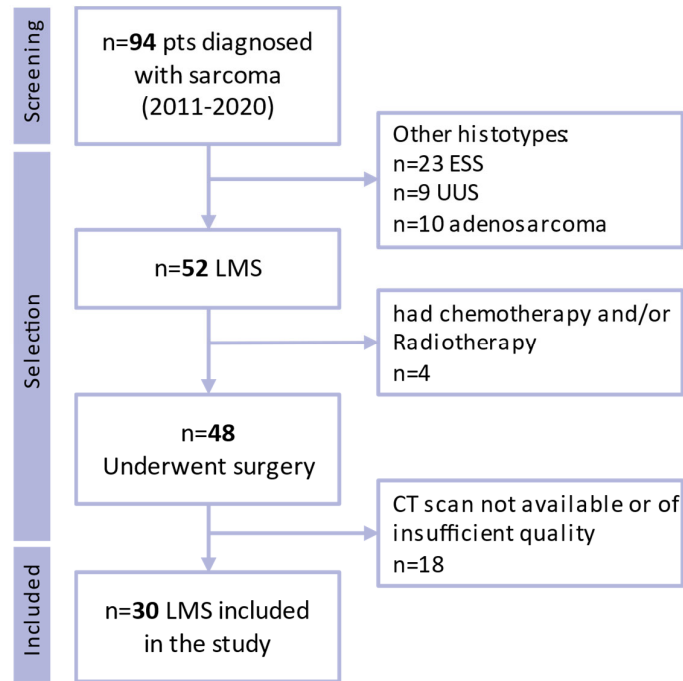 Screening
n=94 pts diagnosed
with sarcoma
(2011-2020)
Other histotypes:
n=23 ESS
n=9 UUS
n=10 adenosarcoma
Selection
n=52 LMS
had chemotherapy and/or
Radiotherapy
n=4
n=48
Underwent surgery
CT scan not available or of
insufficient quality
n=18
Included
n=30 LMS included
in the study